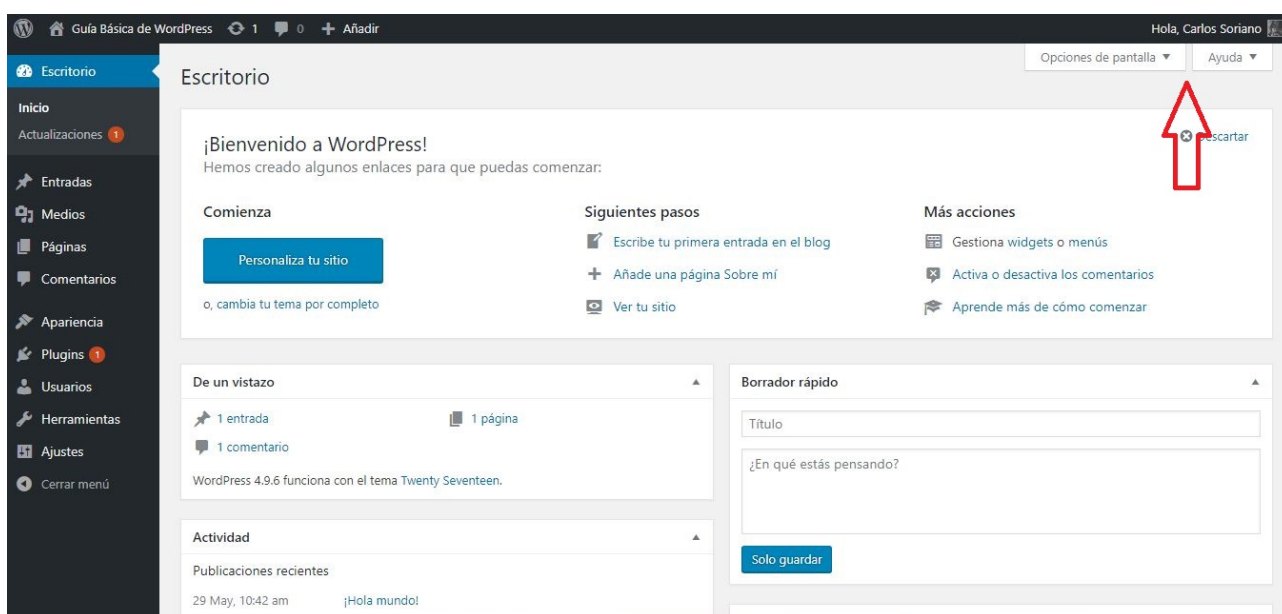 Guía Básica de WordPress 1 0 Añadir Hola, Carlos Soriano
Opciones de pantalla Ayuda
Escritorio
Inicio
Actualizaciones 1
Entradas
Medios
Páginas
Comentarios
Apariencia
Plugins 1
Usuarios
Herramientas
Ajustes
Cerrar menú
Escritorio
¡Bienvenido a WordPress!
Descartar
Hemos creado algunos enlaces para que puedas comenzar:
Comienza
Personaliza tu sitio
o, cambia tu tema por completo
Siguientes pasos
Escribe tu primera entrada en el blog
Añade una página Sobre mí
Ver tu sitio
Más acciones
Gestiona widgets o menús
Activa o desactiva los comentarios
Aprende más de cómo comenzar
De un vistazo
1 entrada 1 página
1 comentario
WordPress 4.9.6 funciona con el tema Twenty Seventeen.
Actividad
Publicaciones recientes
29 May, 10:42 am ¡Hola mundo!
Borrador rápido
Título
¿En qué estás pensando?
Solo guardar